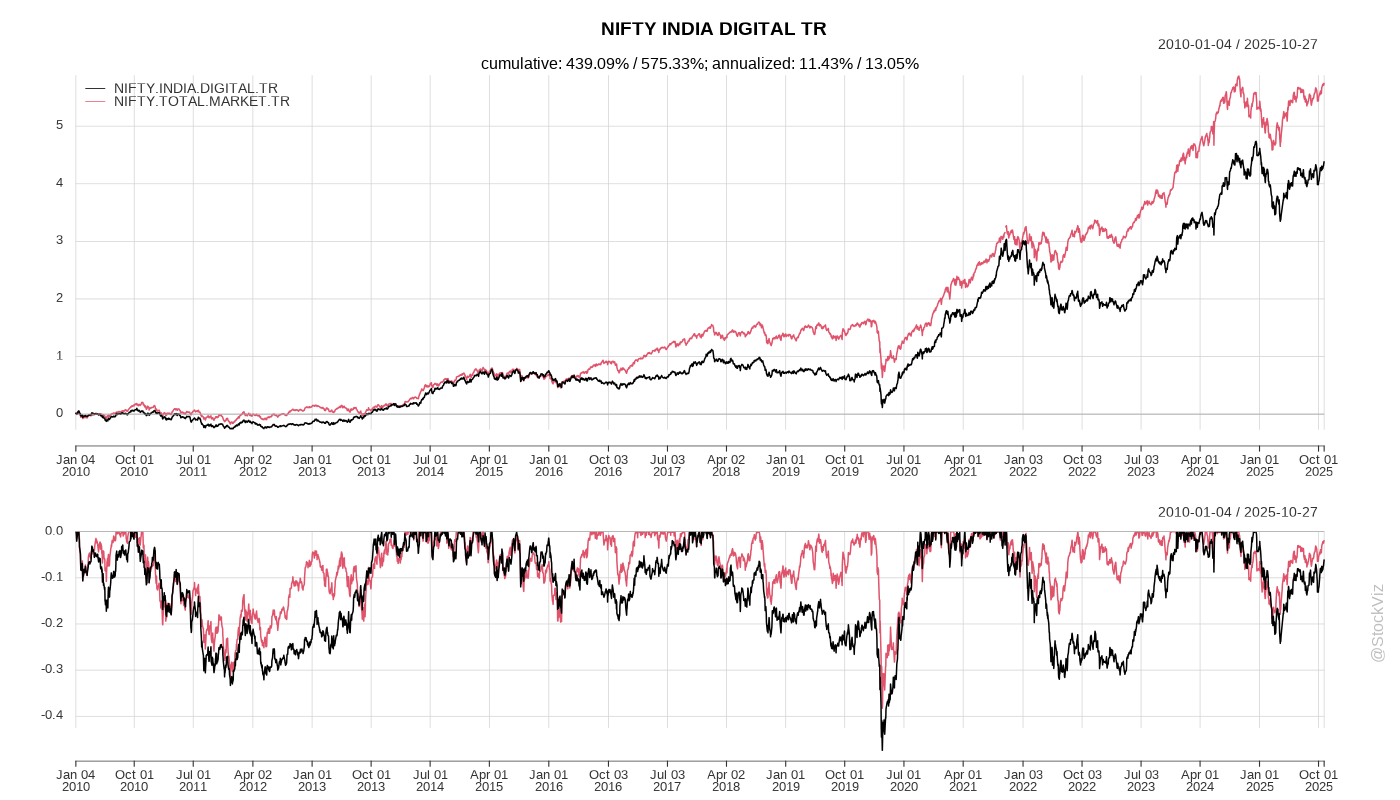 NIFTY INDIA DIGITAL TR
2010-01-04 / 2025-10-27
cumulative: 439.09% / 575.33%; annualized: 11.43% / 13.05%
NIFTY.INDIA.DIGITAL.TR
NIFTY.TOTAL.MARKET.TR
5
4
3
2
1
0
Jan 04 Oct 01 Jul 01 Apr 02 Jan 01 Oct 01 Jul 01 Apr 01 Jan 01 Oct 03 Jul 03 Apr 02 Jan 01 Oct 01 Jul 01 Apr 01 Jan 03 Oct 03 Jul 03 Apr 01 Jan 01 Oct 01
2010 2010 2011 2012 2013 2013 2014 2015 2016 2016 2017 2018 2019 2019 2020 2021 2022 2022 2023 2024 2025 2025
2010-01-04 / 2025-10-27
0.0
-0.1
-0.2
-0.3
-0.4
Jan 04 Oct 01 Jul 01 Apr 02 Jan 01 Oct 01 Jul 01 Apr 01 Jan 01 Oct 03 Jul 03 Apr 02 Jan 01 Oct 01 Jul 01 Apr 01 Jan 03 Oct 03 Jul 03 Apr 01 Jan 01 Oct 01
2010 2010 2011 2012 2013 2013 2014 2015 2016 2016 2017 2018 2019 2019 2020 2021 2022 2022 2023 2024 2025 2025
@StockViz